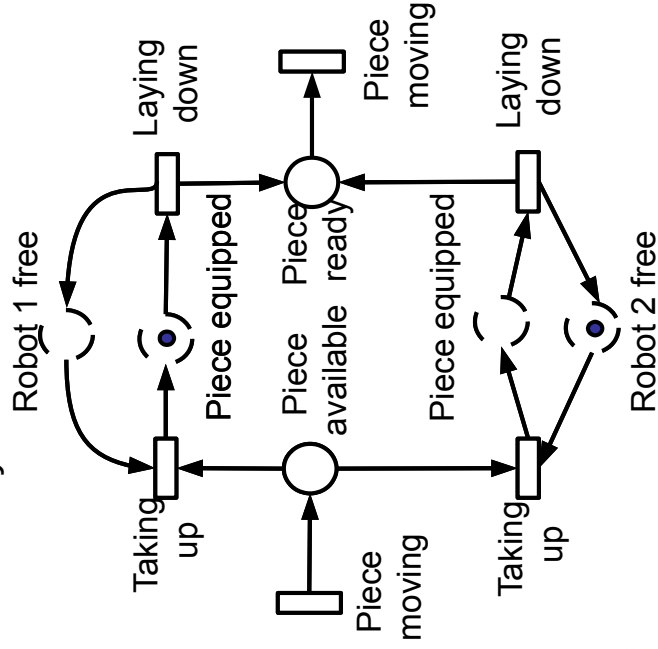 Robot 1 free
Taking
up
Laying
down
Piece equipped
Piece
moving
Piece
available
Piece
ready
Piece
moving
Piece equipped
Taking
up
Laying
down
Robot 2 free